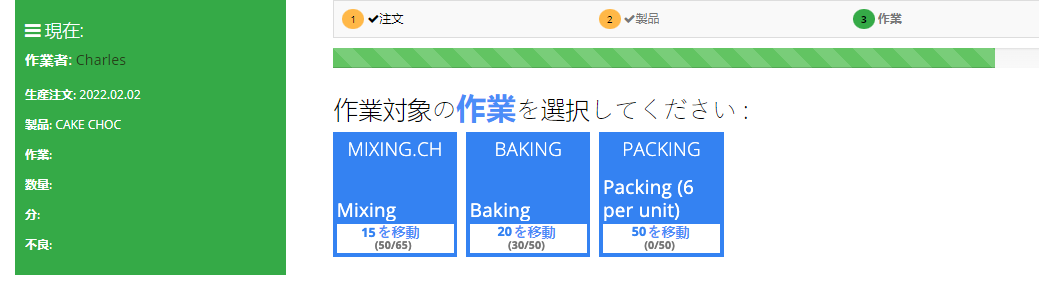 現在:
作業者: Charles
生産注文: 2022.02.02
製品: CAKE CHOC
作業:
数量:
分:
不良:
1 注文
2 製品
3 作業
作業対象の作業を選択してください :
MIXING.CH
Mixing
15 を移動
(50/65)
BAKING
Baking
20 を移動
(30/50)
PACKING
Packing (6
per unit)
50 を移動
(0/50)